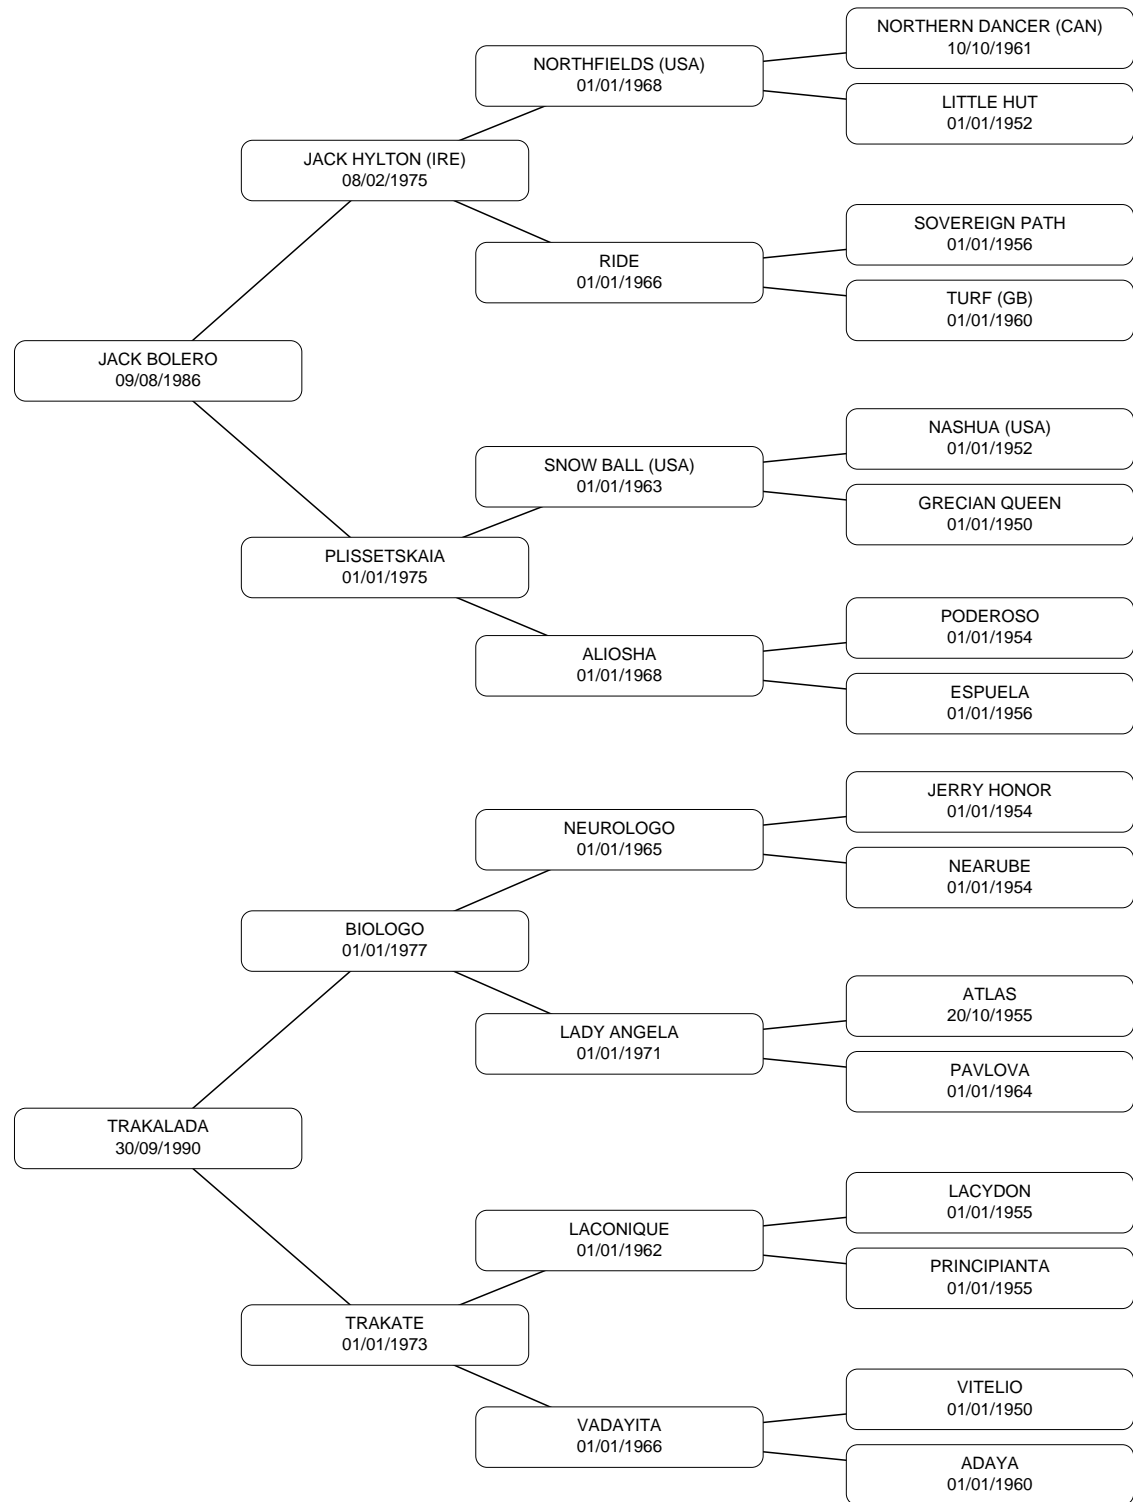 NORTHERN DANCER (CAN)
10/10/1961
NORTHFIELDS (USA)
01/01/1968
LITTLE HUT
01/01/1952
JACK HYLTON (IRE)
08/02/1975
SOVEREIGN PATH
01/01/1956
RIDE
01/01/1966
TURF (GB)
01/01/1960
JACK BOLERO
09/08/1986
NASHUA (USA)
01/01/1952
SNOW BALL (USA)
01/01/1963
GRECIAN QUEEN
01/01/1950
PLISSETSKAIA
01/01/1975
PODEROSO
01/01/1954
ALIOSHA
01/01/1968
ESPUELA
01/01/1956
JERRY HONOR
01/01/1954
NEUROLOGO
01/01/1965
NEARUBE
01/01/1954
BIOLOGO
01/01/1977
ATLAS
20/10/1955
LADY ANGELA
01/01/1971
PAVLOVA
01/01/1964
TRAKALADA
30/09/1990
LACYDON
01/01/1955
LACONIQUE
01/01/1962
PRINCIPIANTA
01/01/1955
TRAKATE
01/01/1973
VITELIO
01/01/1950
VADAYITA
01/01/1966
ADAYA
01/01/1960